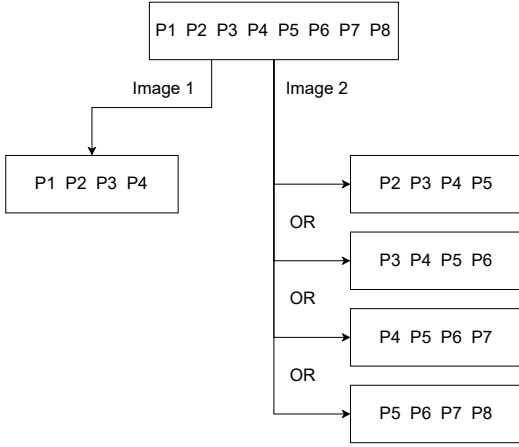 P1 P2 P3 P4 P5 P6 P7 P8
Image 1
Image 2
P1 P2 P3 P4
P2 P3 P4 P5
OR
P3 P4 P5 P6
OR
P4 P5 P6 P7
OR
P5 P6 P7 P8